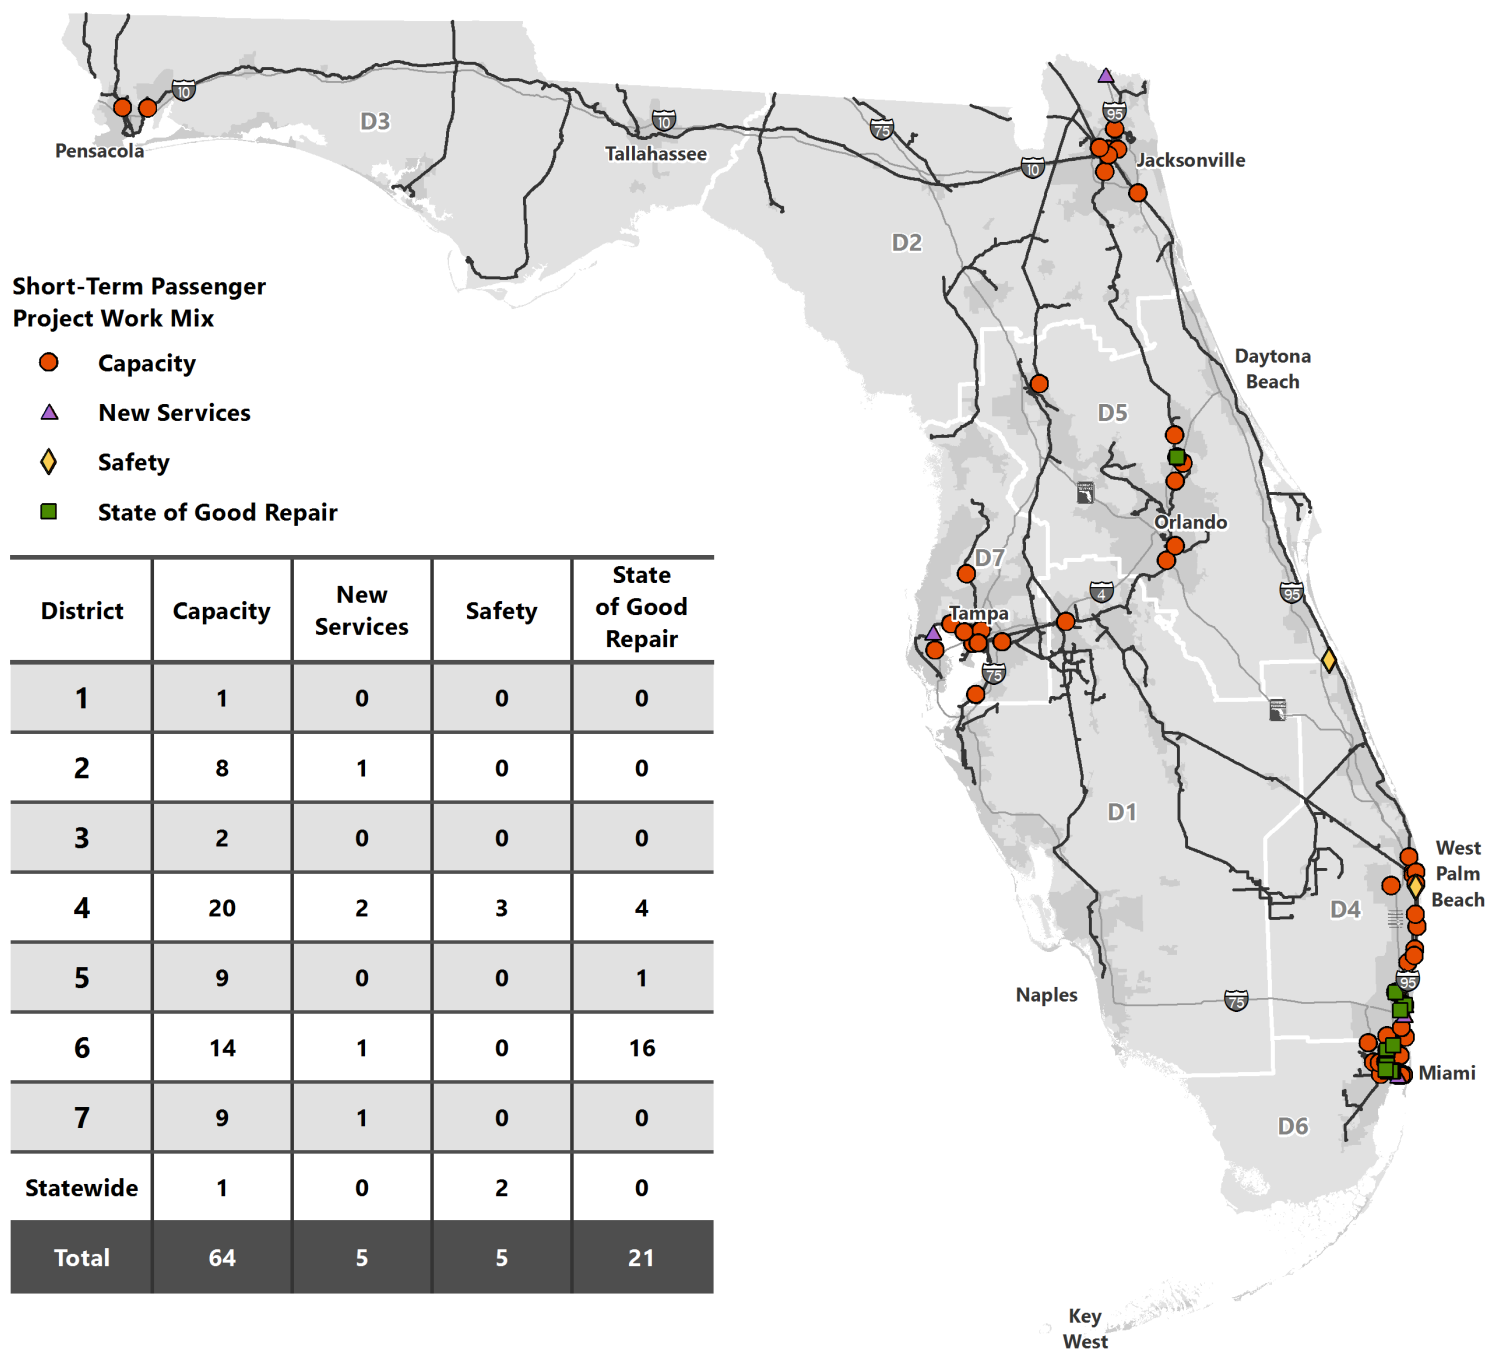 10
Pensacola
D3
10
Tallahassee
75
95
10
Jacksonville
D2
Short-Term Passenger
Project Work Mix
Capacity
New Services
Safety
State of Good Repair
Daytona
Beach
D5
Orlando
D7
4
95
Tampa
75
D1
West
Palm
Beach
D4
95
Naples
75
Miami
D6
Key
West
District Capacity New Services Safety State of Good Repair
1 1 0 0 0
2 8 1 0 0
3 2 0 0 0
4 20 2 3 4
5 9 0 0 1
6 14 1 0 16
7 9 1 0 0
Statewide 1 0 2 0
Total 64 5 5 21